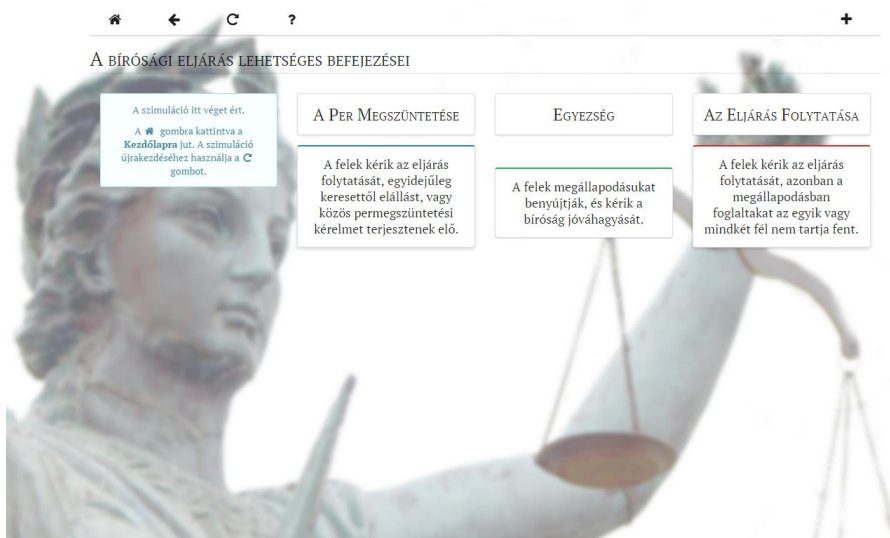 ?
A bírósági eljárás lehetséges befejezései
A szimuláció itt véget ért.
A gombra kattintva a
Kezdőlapra jut. A szimuláció
újrakezdéséhez használja a
gombot.
A Per Megszüntetése
A felek kérik az eljárás
folytatását, egyidejűleg
keresettől elállást, vagy
közös permegszüntetési
kérelmet terjesztenek elő.
Egyezség
A felek megállapodásukat
benyújtják, és kérik a
bíróság jóváhagyását.
Az Eljárás Folytatása
A felek kérik az eljárás
folytatását, azonban a
megállapodásban
foglaltakat az egyik vagy
mindkét fél nem tartja fent.